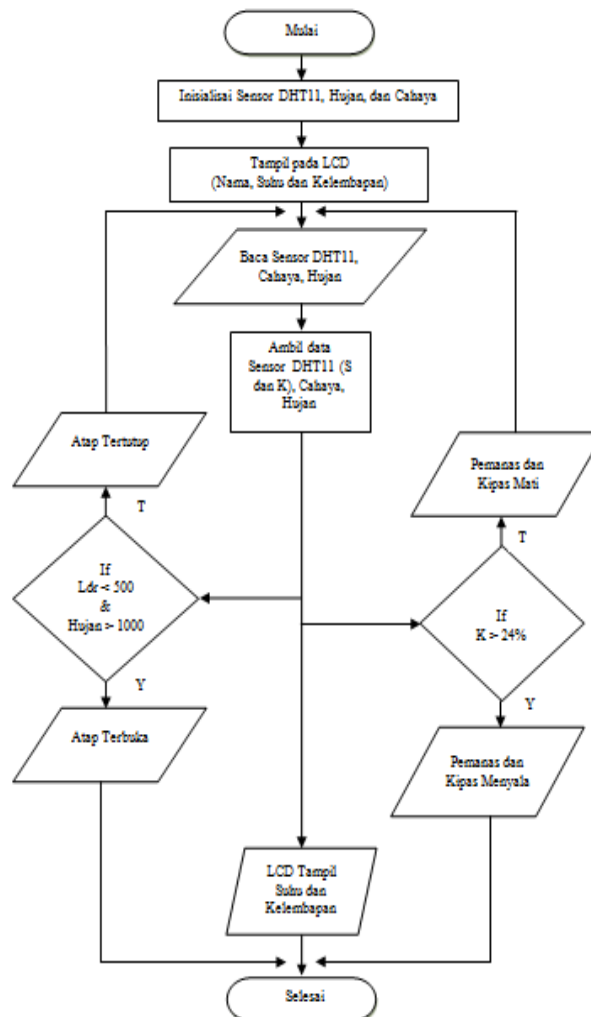 Mulai
Inisialisai Sensor DHT11, Hujan, dan Cahaya
Tampil pada LCD
(Nama, Suhu dan Kelembapan)
Baca Sensor DHT11,
Cahaya, Hujan
Ambil data
Sensor DHT11 (S
dan K), Cahaya,
Hujan
Atap Tertutup
T
If
Ldr < 500
&
Hujan > 1000
Y
Atap Terbuka
Pemanas dan
Kipas Mati
T
If
K > 24%
Y
Pemanas dan
Kipas Menyala
LCD Tampil
Suhu dan
Kelembapan
Selesai